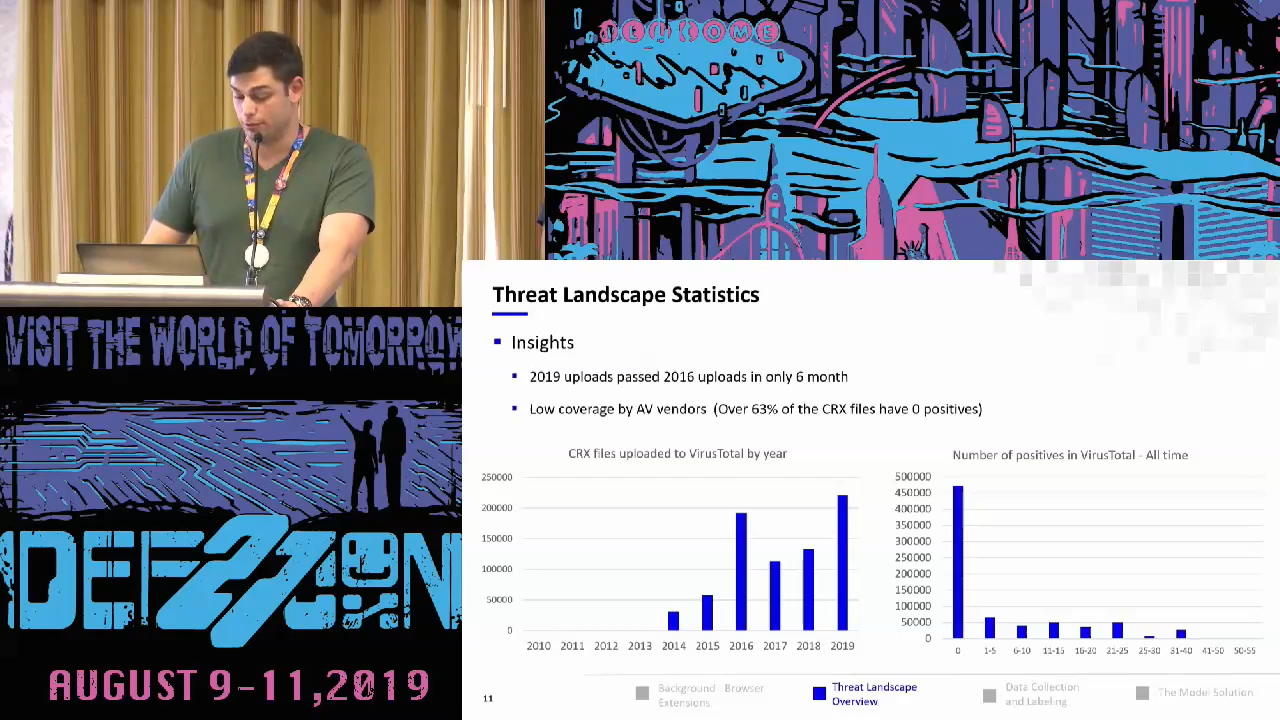 WELCOME
VISIT THE WORLD OF TOMORROW
DEF CON
27
AUGUST 9-11,2019
Threat Landscape Statistics
Insights
2019 uploads passed 2016 uploads in only 6 month
Low coverage by AV vendors (Over 63% of the CRX files have 0 positives)
CRX files uploaded to VirusTotal by year
250000
200000
150000
100000
50000
0
2010 2011 2012 2013 2014 2015 2016 2017 2018 2019
Number of positives in VirusTotal - All time
500000
450000
400000
350000
300000
250000
200000
150000
100000
50000
0
0 1-5 6-10 11-15 16-20 21-25 25-30 31-40 41-50 50-55
11
Background - Browser
Extensions
Threat Landscape
Overview
Data Collection
and Labeling
The Model Solution